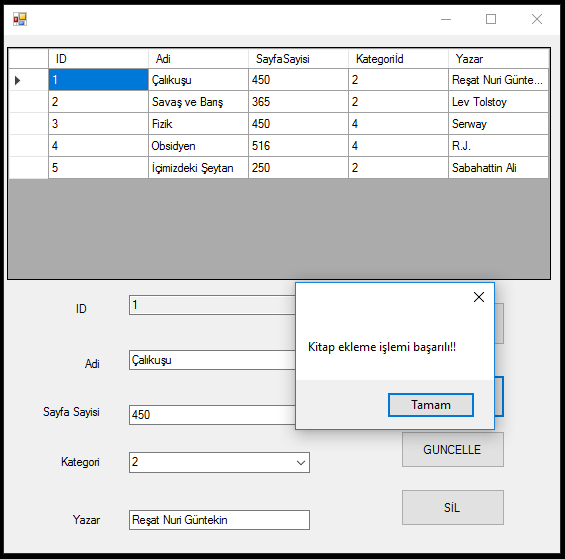 ID Adi SayfaSayisi KategoriId Yazar
1 Çalıkuşu 450 2 Reşat Nuri Günte...
2 Savaş ve Barış 365 2 Lev Tolstoy
3 Fizik 450 4 Serway
4 Obsidyen 516 4 R.J.
5 İçimizdeki Şeytan 250 2 Sabahattin Ali
ID 1
Adi Çalıkuşu
Sayfa Sayisi 450
Kategori 2
Yazar Reşat Nuri Güntekin
Kitap ekleme işlemi başarılı!!
Tamam
GUNCELLE
SİL